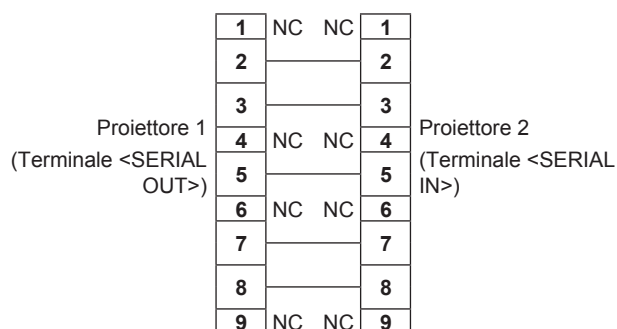 1 NC NC 1
2 2
3 3
Proiettore 1
(Terminale <SERIAL
OUT>)
4 NC NC 4
Proiettore 2
(Terminale <SERIAL
IN>)
5 5
6 NC NC 6
7 7
8 8
9 NC NC 9